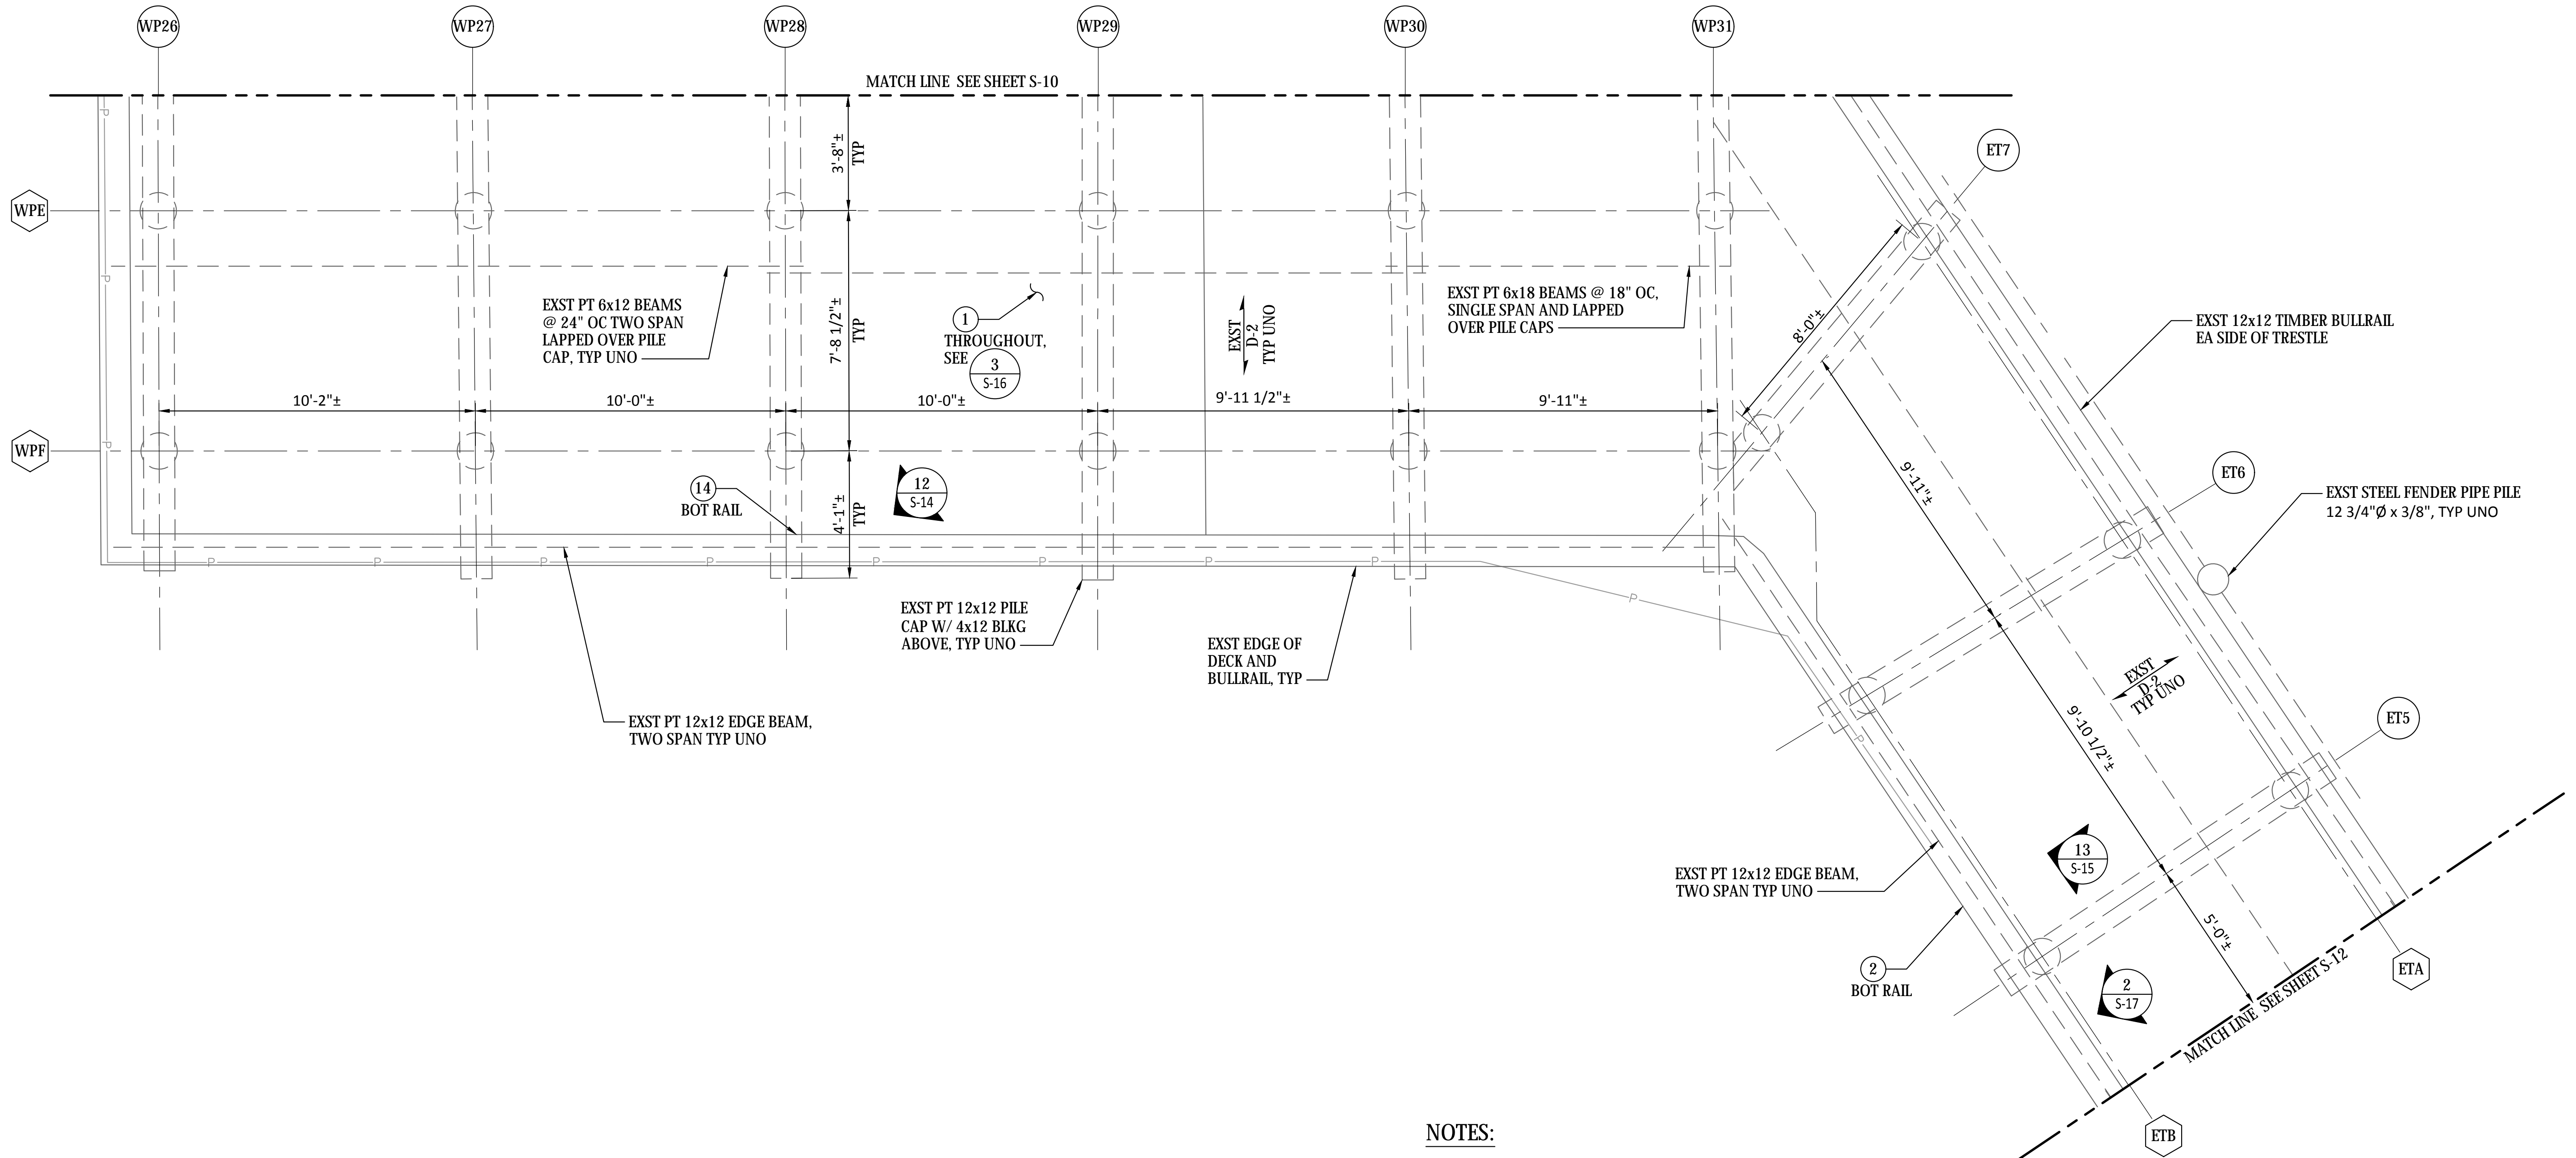 WP26
WP27
WP28
WP29
WP30
WP31
MATCH LINE SEE SHEET S-10
P
3'-8"±
TYP
ET7
WPE
P
EXST PT 6x12 BEAMS
@ 24" OC TWO SPAN
LAPPED OVER PILE
CAP, TYP UNO
7'-8 1/2"±
TYP
1
THROUGHOUT,
SEE
3
S-16
EXST
D-2
TYP UNO
EXST PT 6x18 BEAMS @ 18" OC,
SINGLE SPAN AND LAPPED
OVER PILE CAPS
8'-0"±
EXST 12x12 TIMBER BULLRAIL
EA SIDE OF TRESTLE
10'-2"±
10'-0"±
10'-0"±
9'-11 1/2"±
9'-11"±
WPF
P
14
BOT RAIL
4'-1"±
TYP
12
S-14
9'-11"±
ET6
EXST STEEL FENDER PIPE PILE
12 3/4"Ø x 3/8", TYP UNO
P
P
P
P
P
P
P
P
P
EXST PT 12x12 PILE
CAP W/ 4x12 BLKG
ABOVE, TYP UNO
EXST EDGE OF
DECK AND
BULLRAIL, TYP
EXST
D-2
TYP UNO
EXST PT 12x12 EDGE BEAM,
TWO SPAN TYP UNO
P
9'-10 1/2"±
ET5
13
S-15
EXST PT 12x12 EDGE BEAM,
TWO SPAN TYP UNO
5'-0"±
2
BOT RAIL
2
S-17
ETA
MATCH LINE SEE SHEET S-12
NOTES:
ETB